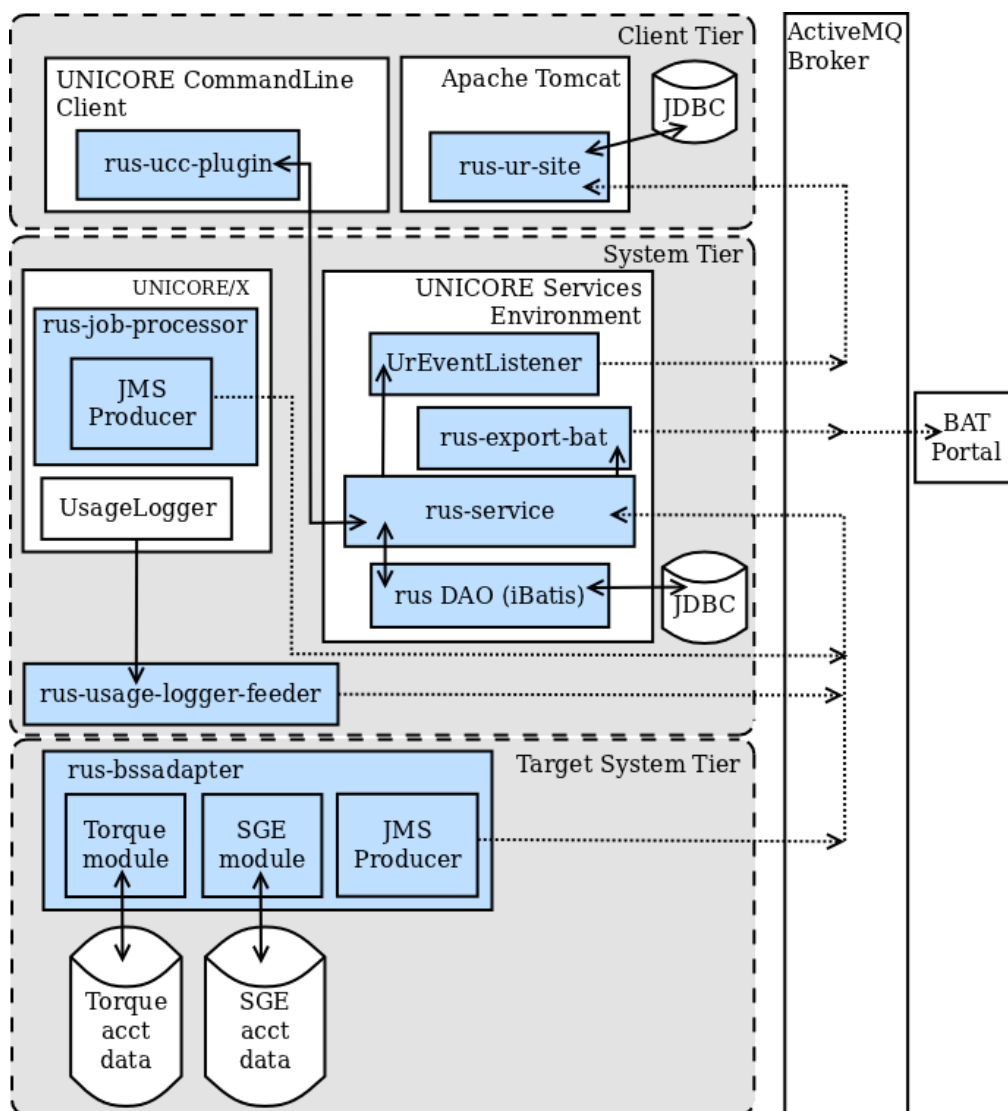 Client Tier
UNICORE CommandLine
Client
rus-ucc-plugin
Apache Tomcat
rus-ur-site
JDBC
ActiveMQ
Broker
System Tier
UNICORE/X
rus-job-processor
JMS
Producer
UsageLogger
UNICORE Services
Environment
UrEventListener
rus-export-bat
rus-service
rus DAO (iBatis)
JDBC
BAT
Portal
rus-usage-logger-feeder
Target System Tier
rus-bssadapter
Torque
module
SGE
module
JMS
Producer
Torque
acct
data
SGE
acct
data